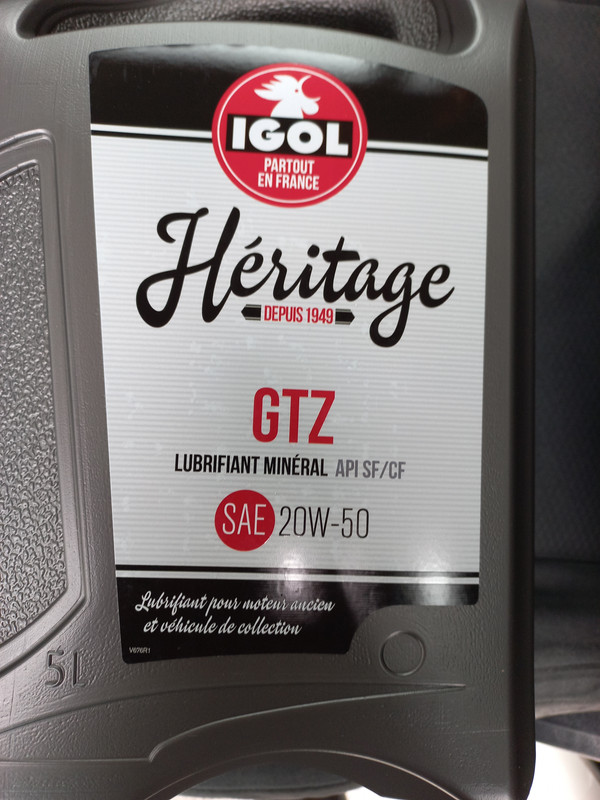 IGOL
PARTOUT
EN FRANCE
Héritage
DEPUIS 1949
GTZ
LUBRIFIANT MINÉRAL API SF/CF
SAE 20W-50
Lubrifiant pour moteur ancien
et véhicule de collection
V676R1
5L